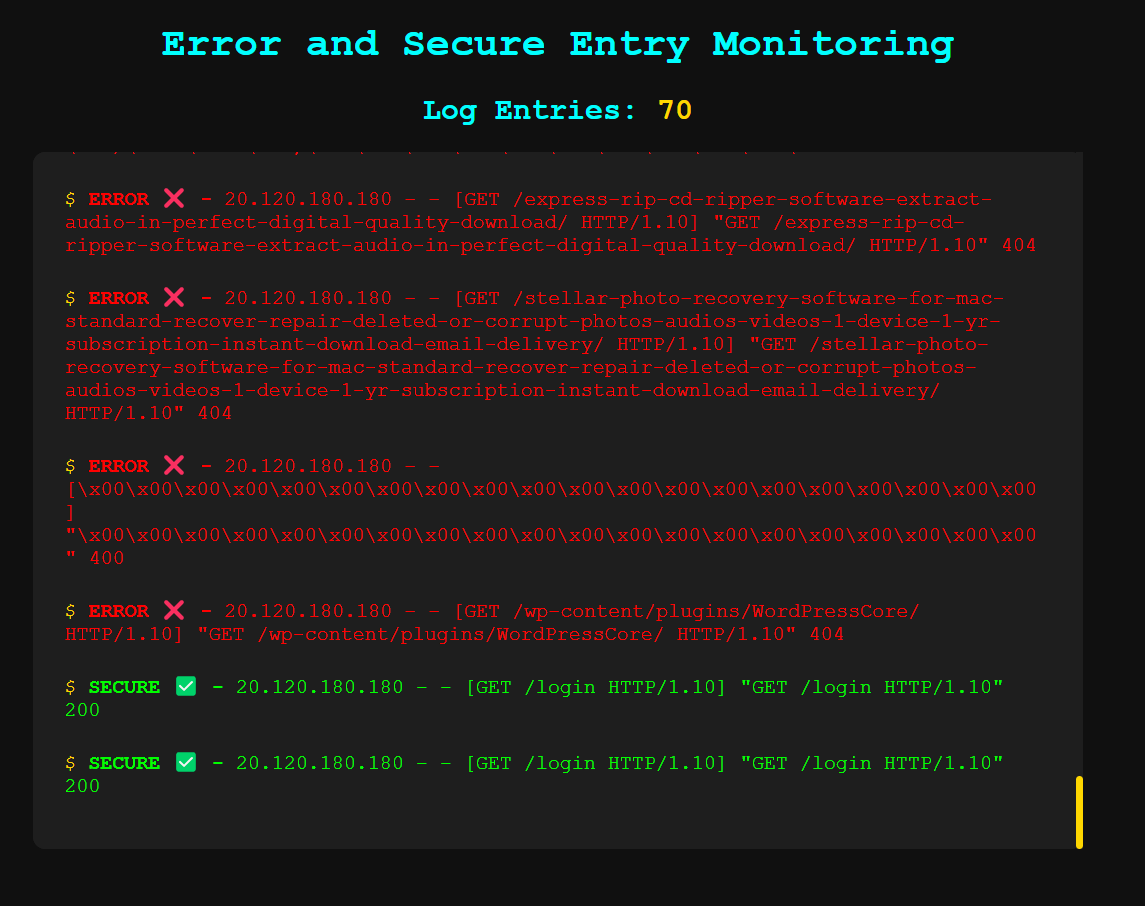 Error and Secure Entry Monitoring
Log Entries: 70
$ ERROR ❌ - 20.120.180.180 - - [GET /express-rip-cd-ripper-software-extract-
audio-in-perfect-digital-quality-download/ HTTP/1.10] "GET /express-rip-cd-
ripper-software-extract-audio-in-perfect-digital-quality-download/ HTTP/1.10" 404
$ ERROR ❌ - 20.120.180.180 - - [GET /stellar-photo-recovery-software-for-mac-
standard-recover-repair-deleted-or-corrupt-photos-audios-videos-1-device-1-yr-
subscription-instant-download-email-delivery/ HTTP/1.10] "GET /stellar-photo-
recovery-software-for-mac-standard-recover-repair-deleted-or-corrupt-photos-
audios-videos-1-device-1-yr-subscription-instant-download-email-delivery/
HTTP/1.10" 404
$ ERROR ❌ - 20.120.180.180 - -
[\x00\x00\x00\x00\x00\x00\x00\x00\x00\x00\x00\x00\x00\x00\x00\x00\x00\x00\x00\x00
]
"\x00\x00\x00\x00\x00\x00\x00\x00\x00\x00\x00\x00\x00\x00\x00\x00\x00\x00\x00\x00
" 400
$ ERROR ❌ - 20.120.180.180 - - [GET /wp-content/plugins/WordPressCore/
HTTP/1.10] "GET /wp-content/plugins/WordPressCore/ HTTP/1.10" 404
$ SECURE ✅ - 20.120.180.180 - - [GET /login HTTP/1.10] "GET /login HTTP/1.10"
200
$ SECURE ✅ - 20.120.180.180 - - [GET /login HTTP/1.10] "GET /login HTTP/1.10"
200